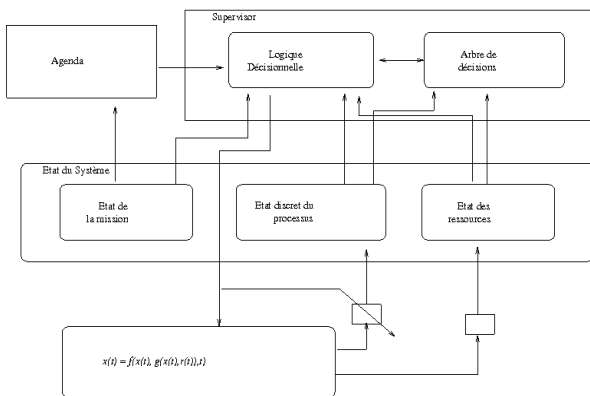 Supervisor
Agenda
Logique
Décisionnelle
Arbre de
décisions
Etat du Système
Etat de
la mission
Etat discret du
processus
Etat des
ressources
x(t) = f(x(t), g(x(t),r(t)),t)